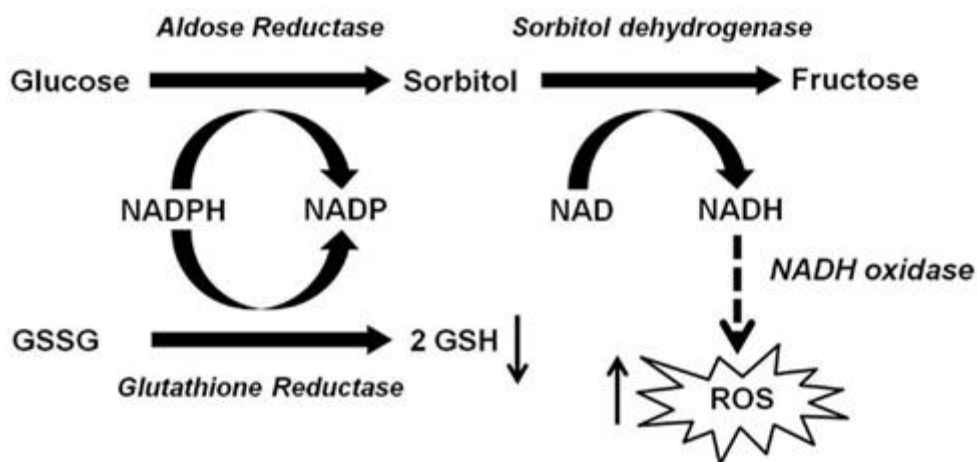 Aldose Reductase Sorbitol dehydrogenase
Glucose Sorbitol Fructose
NADPH NADP NAD NADH
NADH oxidase
GSSG 2 GSH
Glutathione Reductase ROS